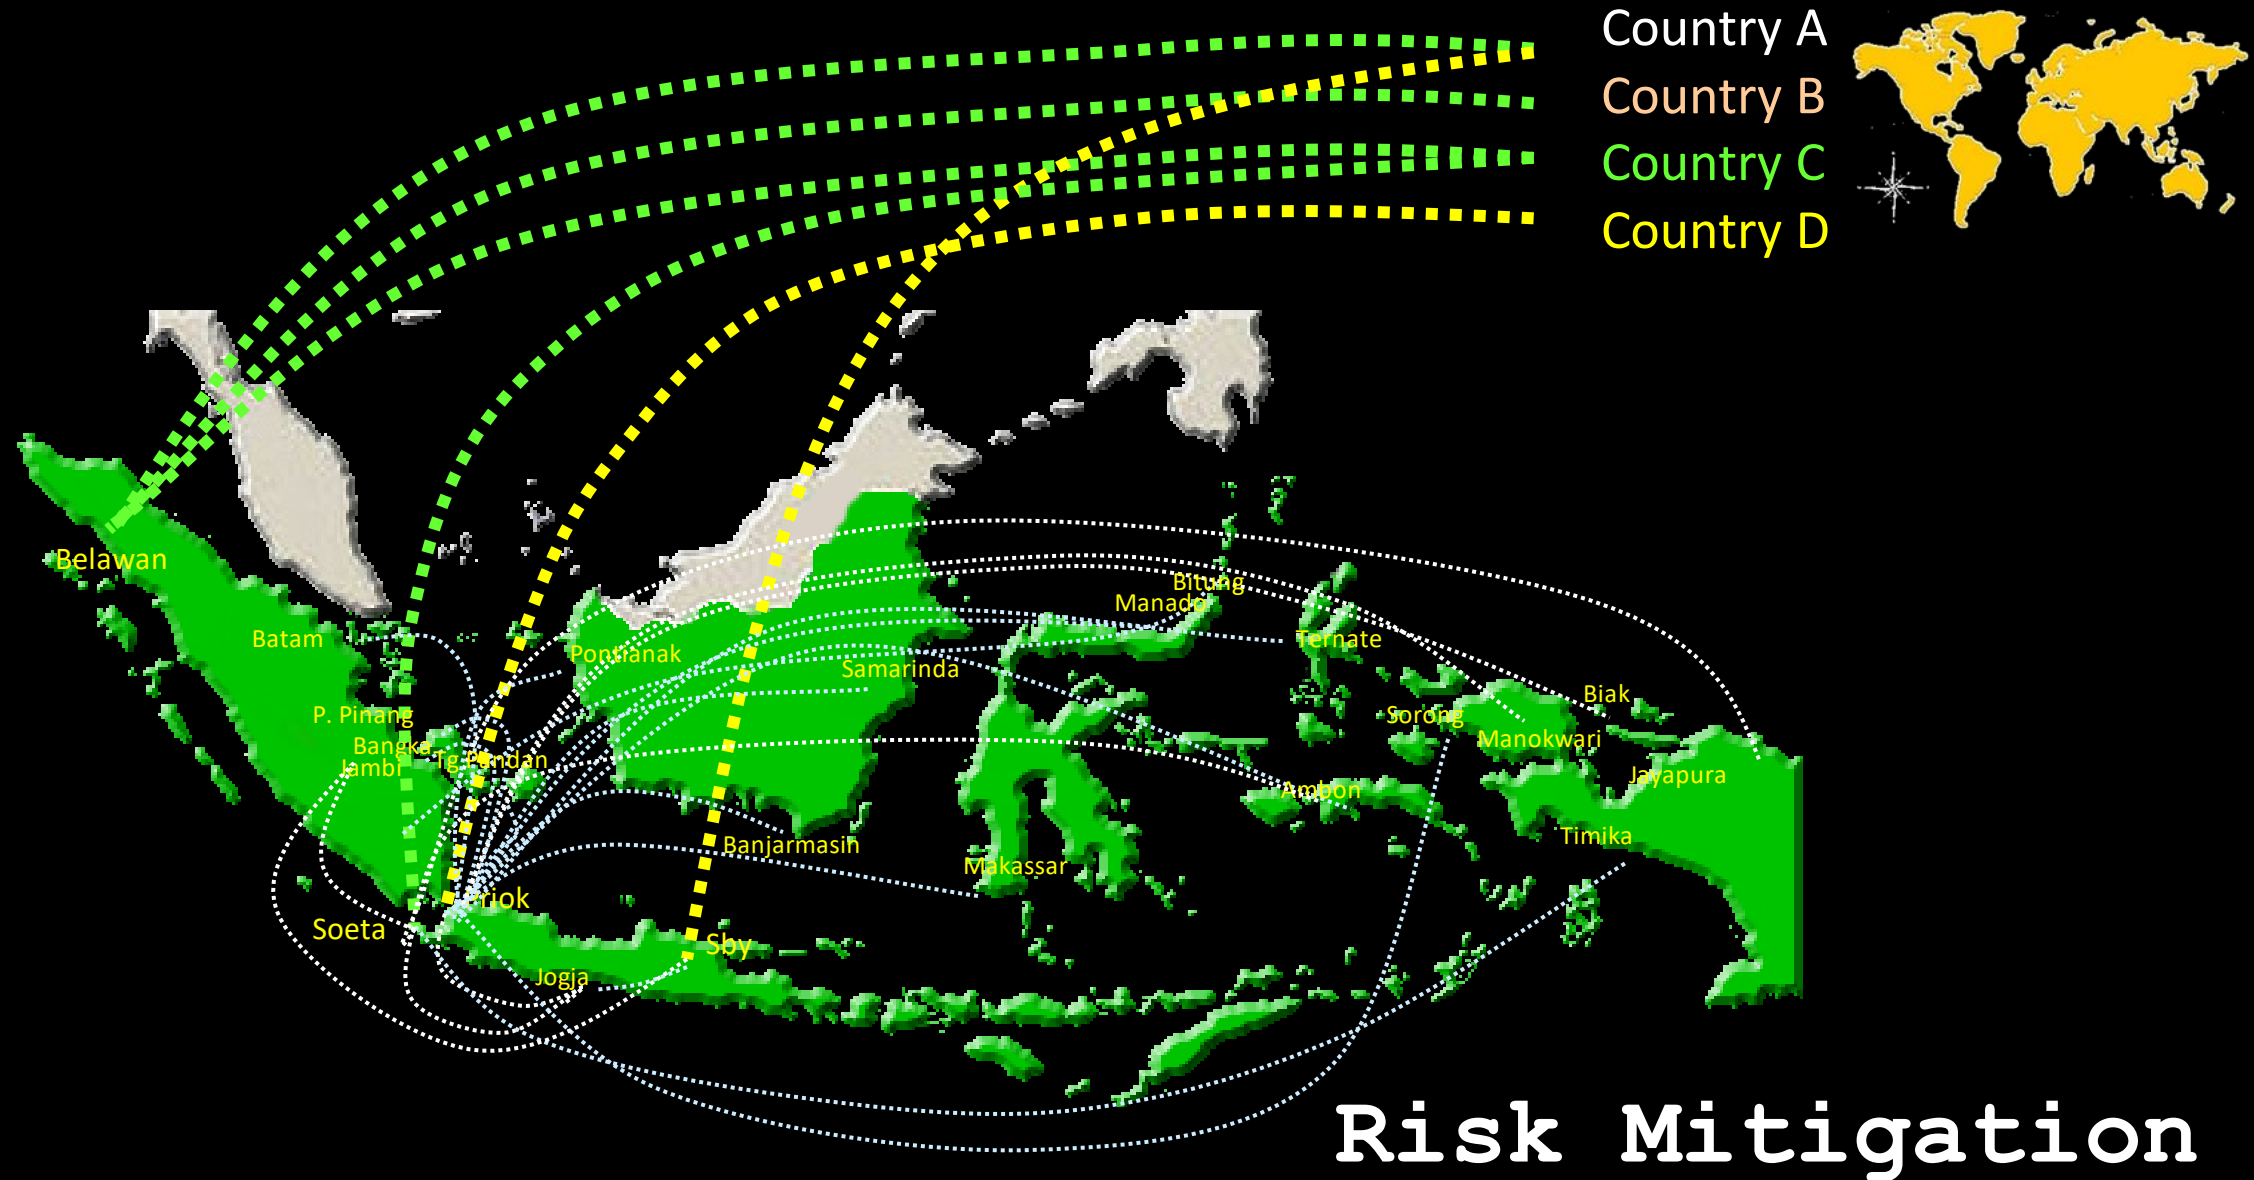 Country A
Country B
Country C
Country D
Belawan
Bitung
Manado
Batam
Ternate
Pontianak
Samarinda
Biak
P. Pinang
Sorong
Manokwari
Bangka
Tg Pandan
Jambi
Jayapura
Ambon
Timika
Banjarmasin
Makassar
Priok
Soeta
Sby
Jogja
Risk Mitigation